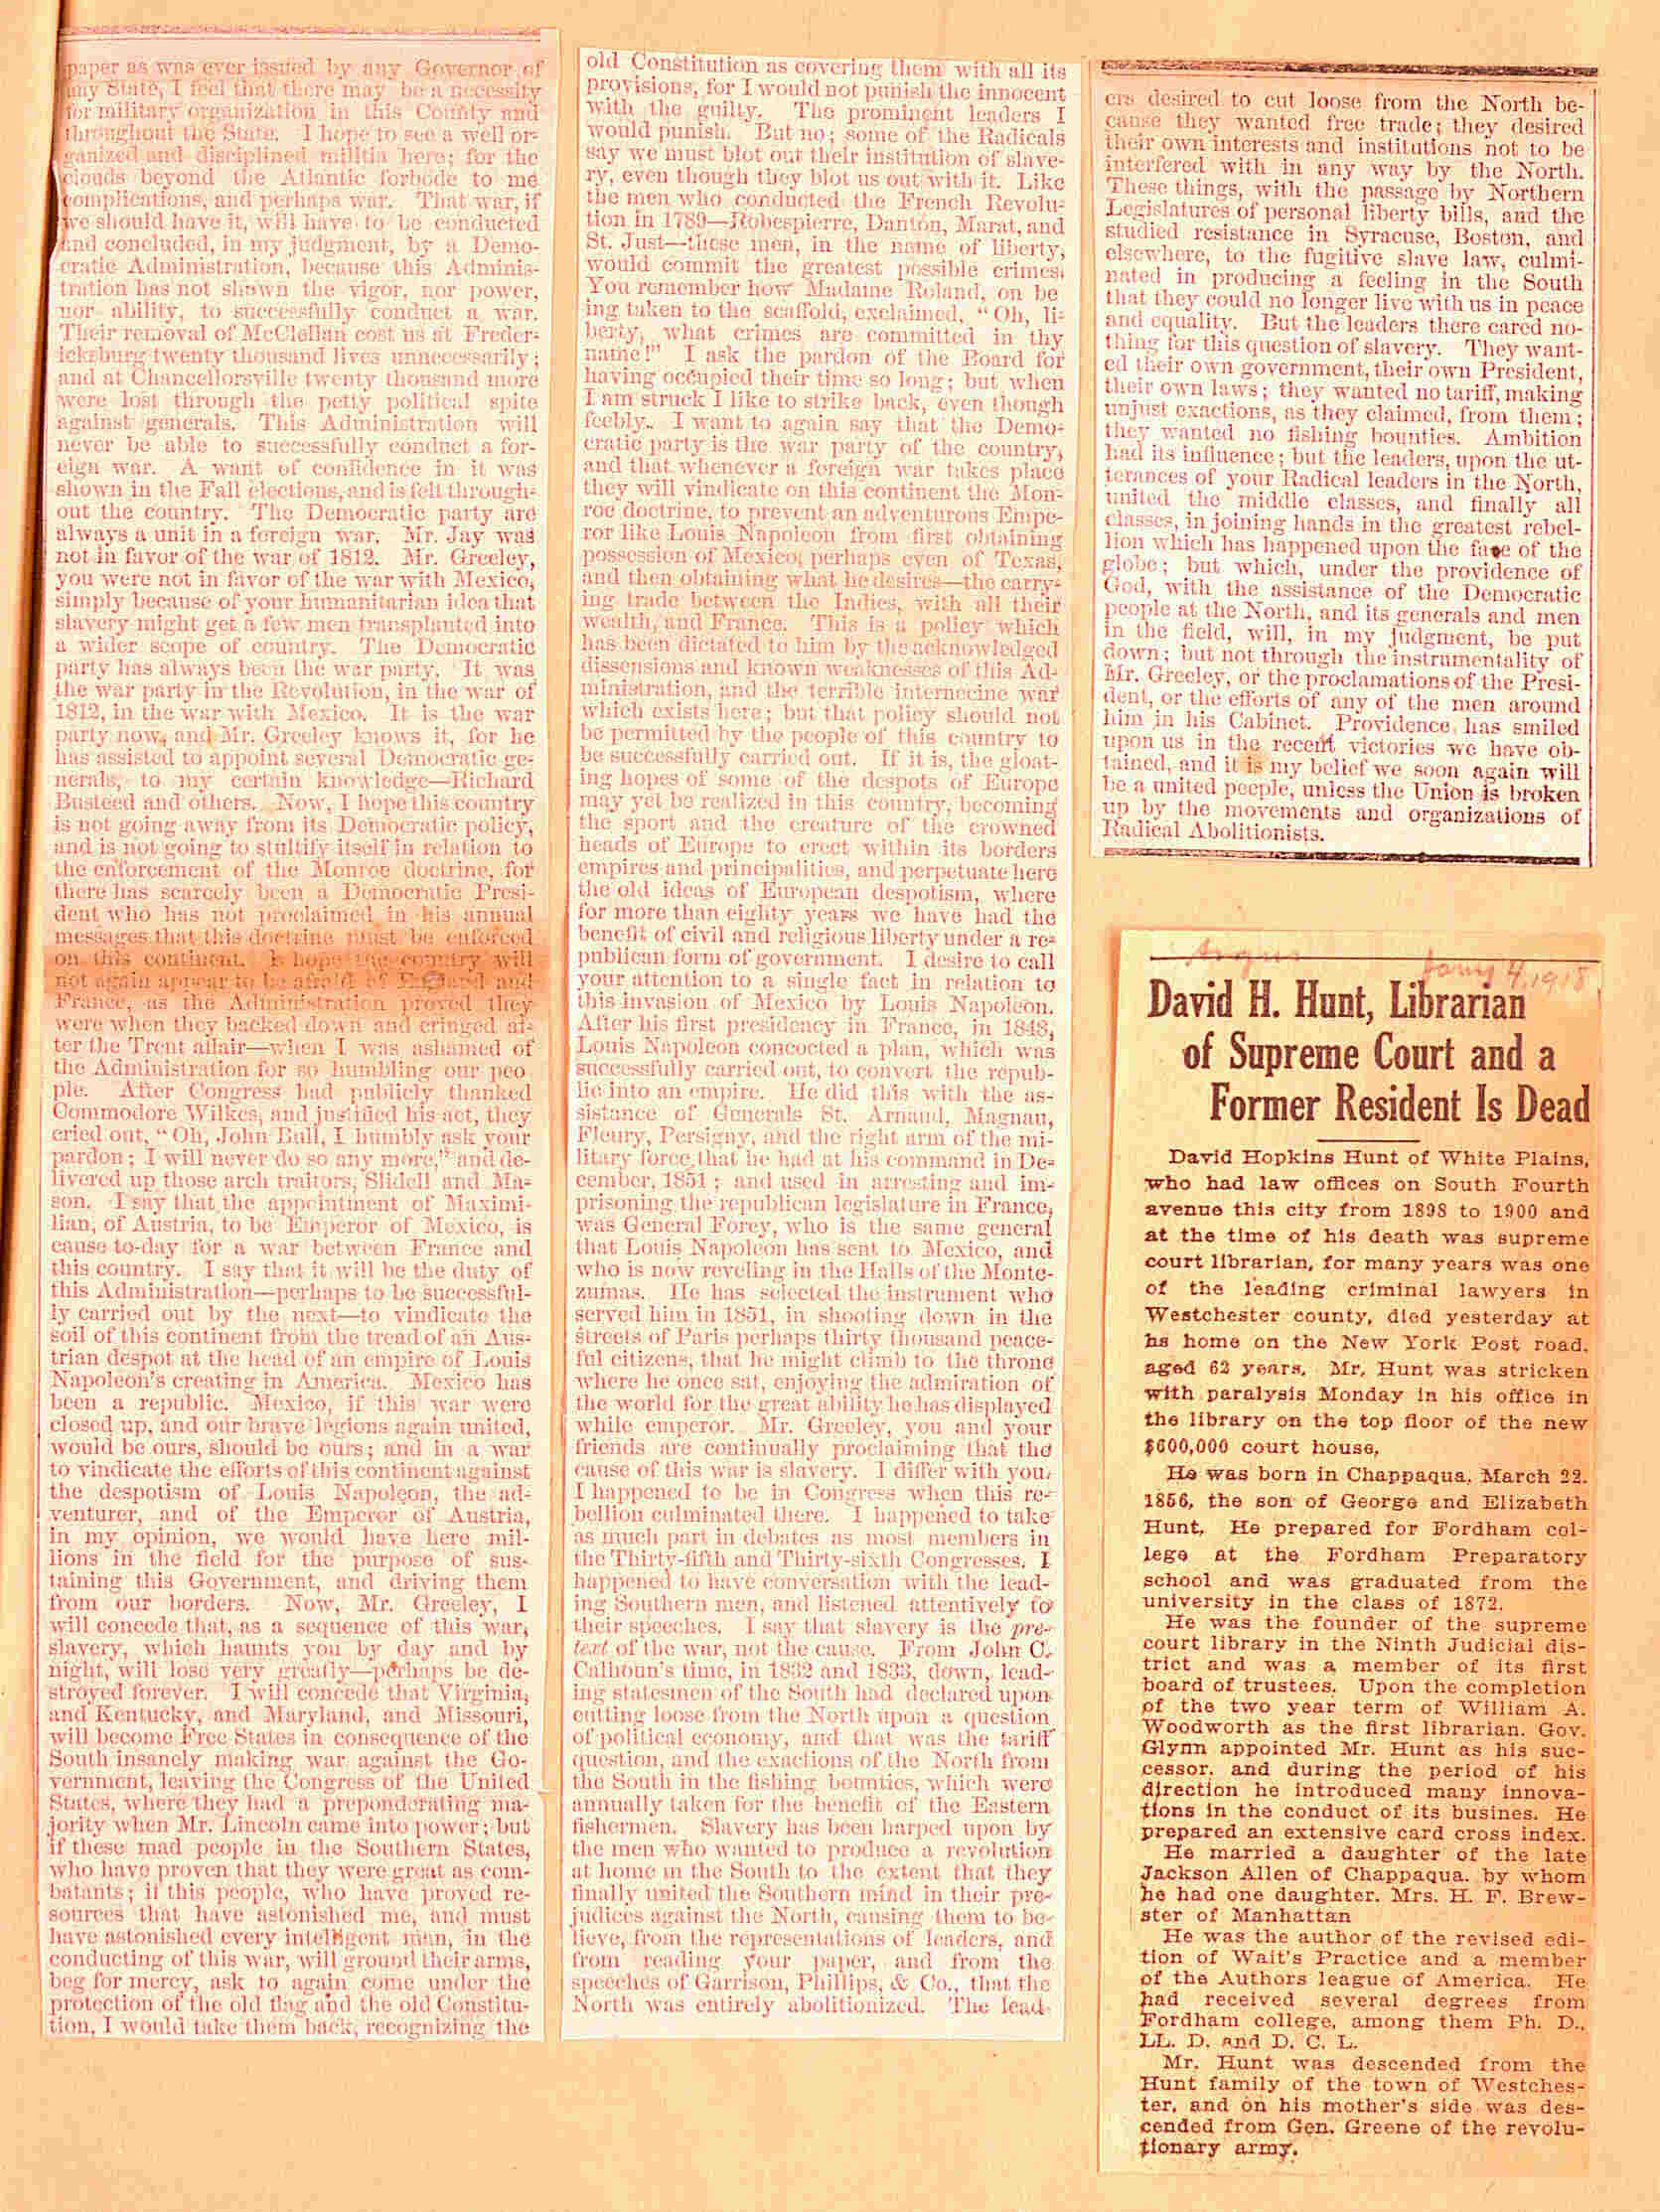 paper as was ever issued by any Governor of
any State, I feel that there may be a necessity
for military organization in this County and
throughout the State. I hope to see a well or-
ganized and disciplined militia here; for the
clouds beyond the Atlantic forbode to me
complications, and perhaps war. That war, if
we should have it, will have to be conducted
and concluded, in my judgment, by a Demo-
cratic Administration, because this Adminis-
tration has not shown the vigor, nor power,
nor ability, to successfully conduct a war.
Their removal of McClellan cost us at Freder-
icksburg twenty thousand lives unnecessarily;
and at Chancellorsville twenty thousand more
were lost through the petty political spite
against generals. This Administration will
never be able to successfully conduct a for-
eign war. A want of confidence in it was
shown in the Fall elections, and is felt through-
out the country. The Democratic party are
always a unit in a foreign war. Mr. Jay was
not in favor of the war of 1812. Mr. Greeley,
you were not in favor of the war with Mexico,
simply because of your humanitarian idea that
slavery might get a few men transplanted into
a wider scope of country. The Democratic
party has always been the war party. It was
the war party in the Revolution, in the war of
1812, in the war with Mexico. It is the war
party now, and Mr. Greeley knows it, for he
has assisted to appoint several Democratic ge-
nerals, to my certain knowledge—Richard
Busteed and others. Now, I hope this country
is not going away from its Democratic policy,
and is not going to stultify itself in relation to
the enforcement of the Monroe doctrine, for
there has scarcely been a Democratic Presi-
dent who has not proclaimed in his annual
messages that this doctrine must be enforced
on this continent. I hope the country will
not again appear to be afraid of England and
France, as the Administration proved they
were when they backed down and cringed af-
ter the Trent affair—when I was ashamed of
the Administration for so humbling our peo
ple. After Congress had publicly thanked
Commodore Wilkes, and justified his act, they
cried out, "Oh, John Bull, I humbly ask your
pardon; I will never do so any more," and de-
livered up those arch traitors, Slidell and Ma-
son. I say that the appointment of Maximi-
lian, of Austria, to be Emperor of Mexico, is
cause to-day for a war between France and
this country. I say that it will be the duty of
this Administration—perhaps to be successful-
ly carried out by the next—to vindicate the
soil of this continent from the tread of an Aus-
trian despot at the head of an empire of Louis
Napoleon's creating in America. Mexico has
been a republic. Mexico, if this war were
closed up, and our brave legions again united,
would be ours, should be ours; and in a war
to vindicate the efforts of this continent against
the despotism of Louis Napoleon, the ad-
venturer, and of the Emperor of Austria,
in my opinion, we would have here mil-
lions in the field for the purpose of sus-
taining this Government, and driving them
from our borders. Now, Mr. Greeley, I
will concede that, as a sequence of this war,
slavery, which haunts you by day and by
night, will lose very greatly—perhaps be de-
stroyed forever. I will concede that Virginia,
and Kentucky, and Maryland, and Missouri,
will become Free States in consequence of the
South insanely making war against the Go-
vernment, leaving the Congress of the United
States, where they had a preponderating ma-
jority when Mr. Lincoln came into power; but
if these mad people in the Southern States,
who have proven that they were great as com-
batants; if this people, who have proved re-
sources that have astonished me, and must
have astonished every intelligent man, in the
conducting of this war, will ground their arms,
beg for mercy, ask to again come under the
protection of the old flag and the old Constitu-
tion, I would take them back, recognizing the
old Constitution as covering them with all its
provisions, for I would not punish the innocent
with the guilty. The prominent leaders I
would punish. But no; some of the Radicals
say we must blot out their institution of slave-
ry, even though they blot us out with it. Like
the men who conducted the French Revolu-
tion in 1789—Robespierre, Danton, Marat, and
St. Just—these men, in the name of liberty,
would commit the greatest possible crimes.
You remember how Madame Roland, on be
ing taken to the scaffold, exclaimed, "Oh, li-
berty, what crimes are committed in thy
name!" I ask the pardon of the Board for
having occupied their time so long; but when
I am struck I like to strike back, even though
feebly. I want to again say that the Demo-
cratic party is the war party of the country,
and that whenever a foreign war takes place
they will vindicate on this continent the Mon-
roe doctrine, to prevent an adventurous Empe-
ror like Louis Napoleon from first obtaining
possession of Mexico; perhaps even of Texas,
and then obtaining what he desires—the carry-
ing trade between the Indies, with all their
wealth, and France. This is a policy which
has been dictated to him by the acknowledged
dissensions and known weaknesses of this Ad-
ministration, and the terrible internecine war
which exists here; but that policy should not
be permitted by the people of this country to
be successfully carried out. If it is, the gloat-
ing hopes of some of the despots of Europe
may yet be realized in this country, becoming
the sport and the creature of the crowned
heads of Europe to erect within its borders
empires and principalities, and perpetuate here
the old ideas of European despotism, where
for more than eighty years we have had the
benefit of civil and religious liberty under a re-
publican form of government. I desire to call
your attention to a single fact in relation to
this invasion of Mexico by Louis Napoleon.
After his first presidency in France, in 1848,
Louis Napoleon concocted a plan, which was
successfully carried out, to convert the repub-
lic into an empire. He did this with the as-
sistance of Generals St. Arnaud, Magnan,
Fleury, Persigny, and the right arm of the mi-
litary force that he had at his command in De-
cember, 1851; and used in arresting and im-
prisoning the republican legislature in France,
was General Forey, who is the same general
that Louis Napoleon has sent to Mexico, and
who is now reveling in the Halls of the Monte-
zumas. He has selected the instrument who
served him in 1851, in shooting down in the
streets of Paris perhaps thirty thousand peace-
ful citizens, that he might climb to the throne
where he once sat, enjoying the admiration of
the world for the great ability he has displayed
while emperor. Mr. Greeley, you and your
friends are continually proclaiming that the
cause of this war is slavery. I differ with you.
I happened to be in Congress when this re-
bellion culminated there. I happened to take
as much part in debates as most members in
the Thirty-fifth and Thirty-sixth Congresses. I
happened to have conversation with the lead-
ing Southern men, and listened attentively to
their speeches. I say that slavery is the pre-
text of the war, not the cause. From John C.
Calhoun's time, in 1832 and 1833, down, lead-
ing statesmen of the South had declared upon
cutting loose from the North upon a question
of political economy, and that was the tariff
question, and the exactions of the North from
the South in the fishing bounties, which were
annually taken for the benefit of the Eastern
fishermen. Slavery has been harped upon by
the men who wanted to produce a revolution
at home in the South to the extent that they
finally united the Southern mind in their pre-
judices against the North, causing them to be-
lieve, from the representations of leaders, and
from reading your paper, and from the
speeches of Garrison, Phillips, & Co., that the
North was entirely abolitionized. The lead-
ers desired to cut loose from the North be-
cause they wanted free trade; they desired
their own interests and institutions not to be
interfered with in any way by the North.
These things, with the passage by Northern
Legislatures of personal liberty bills, and the
studied resistance in Syracuse, Boston, and
elsewhere, to the fugitive slave law, culmi-
nated in producing a feeling in the South
that they could no longer live with us in peace
and equality. But the leaders there cared no-
thing for this question of slavery. They want-
ed their own government, their own President,
their own laws; they wanted no tariff, making
unjust exactions, as they claimed, from them;
they wanted no fishing bounties. Ambition
had its influence; but the leaders, upon the ut-
terances of your Radical leaders in the North,
united the middle classes, and finally all
classes, in joining hands in the greatest rebel-
lion which has happened upon the face of the
globe; but which, under the providence of
God, with the assistance of the Democratic
people at the North, and its generals and men
in the field, will, in my judgment, be put
down; but not through the instrumentality of
Mr. Greeley, or the proclamations of the Presi-
dent, or the efforts of any of the men around
him in his Cabinet. Providence has smiled
upon us in the recent victories we have ob-
tained, and it is my belief we soon again will
be a united people, unless the Union is broken
up by the movements and organizations of
Radical Abolitionists.
Argus Jany 4, 1918
David H. Hunt, Librarian
of Supreme Court and a
Former Resident Is Dead
David Hopkins Hunt of White Plains,
who had law offices on South Fourth
avenue this city from 1898 to 1900 and
at the time of his death was supreme
court librarian, for many years was one
of the leading criminal lawyers in
Westchester county, died yesterday at
hs home on the New York Post road,
aged 62 years. Mr. Hunt was stricken
with paralysis Monday in his office in
the library on the top floor of the new
$600,000 court house,
He was born in Chappaqua, March 22.
1856, the son of George and Elizabeth
Hunt. He prepared for Fordham col-
lege at the Fordham Preparatory
school and was graduated from the
university in the class of 1872.
He was the founder of the supreme
court library in the Ninth Judicial dis-
trict and was a member of its first
board of trustees. Upon the completion
of the two year term of William A.
Woodworth as the first librarian. Gov.
Glynn appointed Mr. Hunt as his suc-
cessor. and during the period of his
direction he introduced many innova-
tions in the conduct of its busines. He
prepared an extensive card cross index.
He married a daughter of the late
Jackson Allen of Chappaqua. by whom
he had one daughter. Mrs. H. F. Brew-
ster of Manhattan
He was the author of the revised edi-
tion of Wait's Practice and a member
of the Authors league of America. He
had received several degrees from
Fordham college, among them Ph. D.,
LL. D. and D. C. L.
Mr. Hunt was descended from the
Hunt family of the town of Westches-
ter, and on his mother's side was des-
cended from Gen. Greene of the revolu-
tionary army.